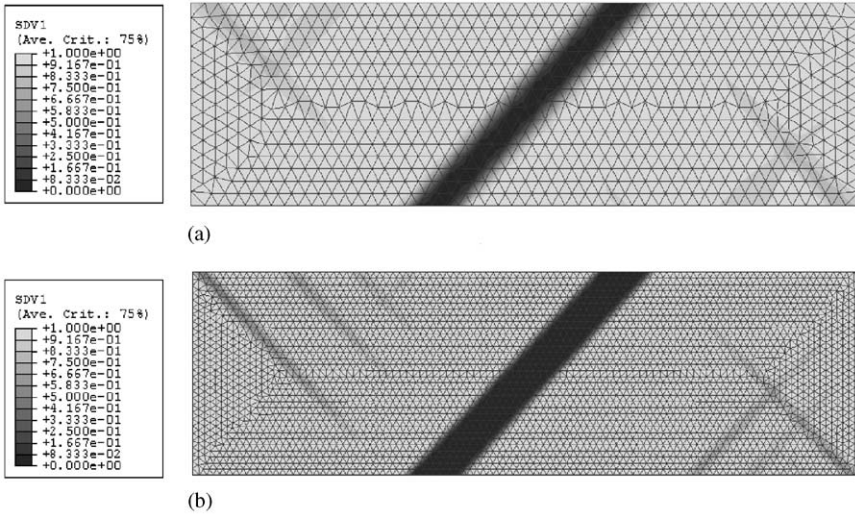 SDV1
(Ave. Crit.: 75%)
+1.000e+00
+9.167e-01
+8.333e-01
+7.500e-01
+6.667e-01
+5.833e-01
+5.000e-01
+4.167e-01
+3.333e-01
+2.500e-01
+1.667e-01
+8.333e-02
+0.000e+00
(a)
SDV1
(Ave. Crit.: 75%)
+1.000e+00
+9.167e-01
+8.333e-01
+7.500e-01
+6.667e-01
+5.833e-01
+5.000e-01
+4.167e-01
+3.333e-01
+2.500e-01
+1.667e-01
+8.333e-02
+0.000e+00
(b)